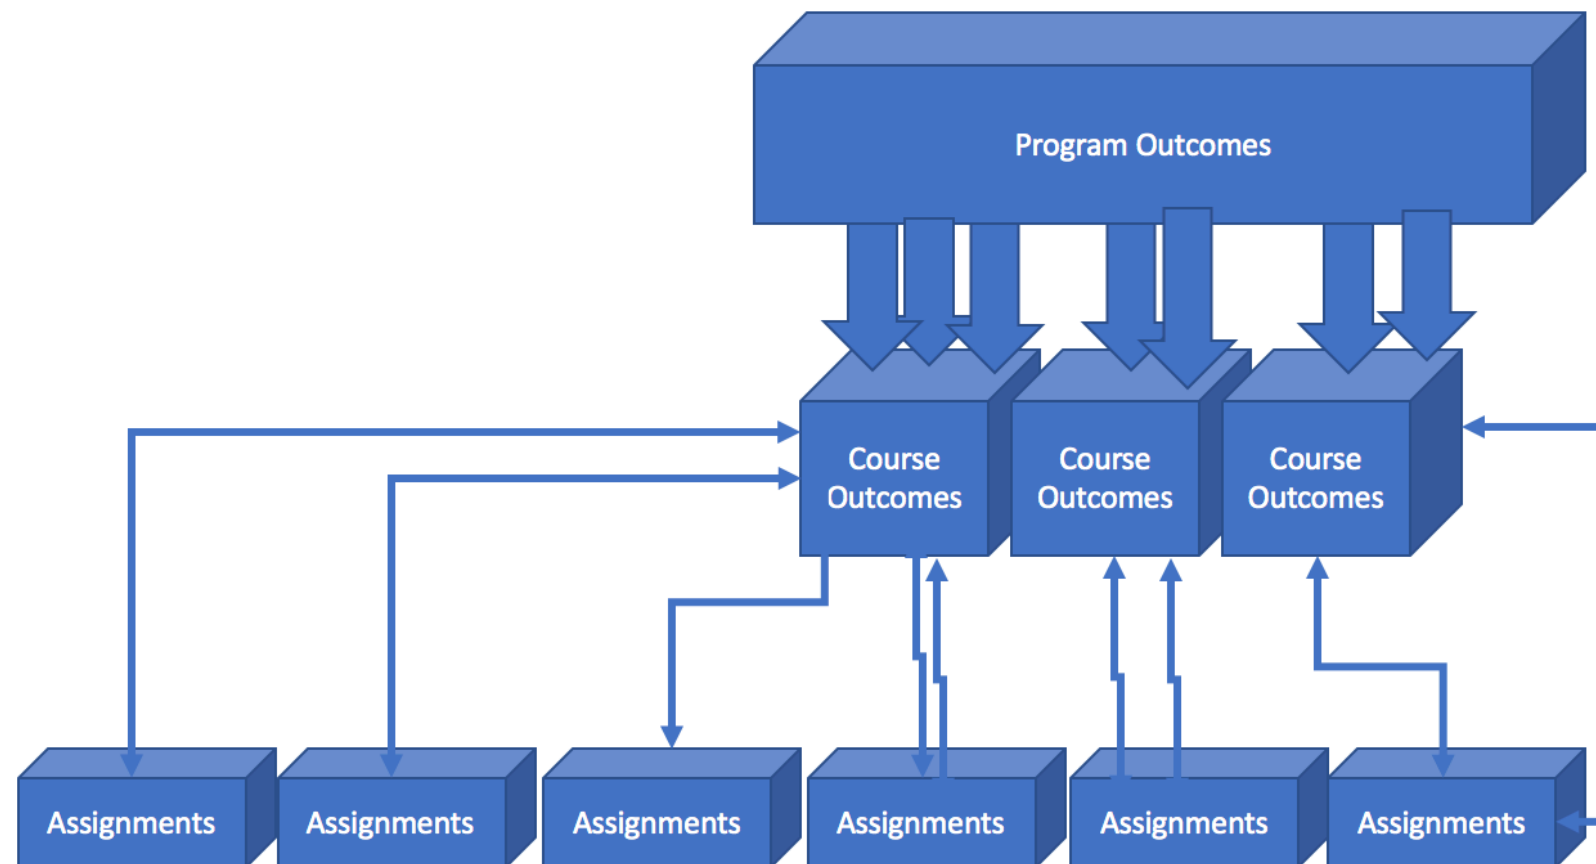 Program Outcomes
Course
Outcomes
Course
Outcomes
Course
Outcomes
Assignments
Assignments
Assignments
Assignments
Assignments
Assignments